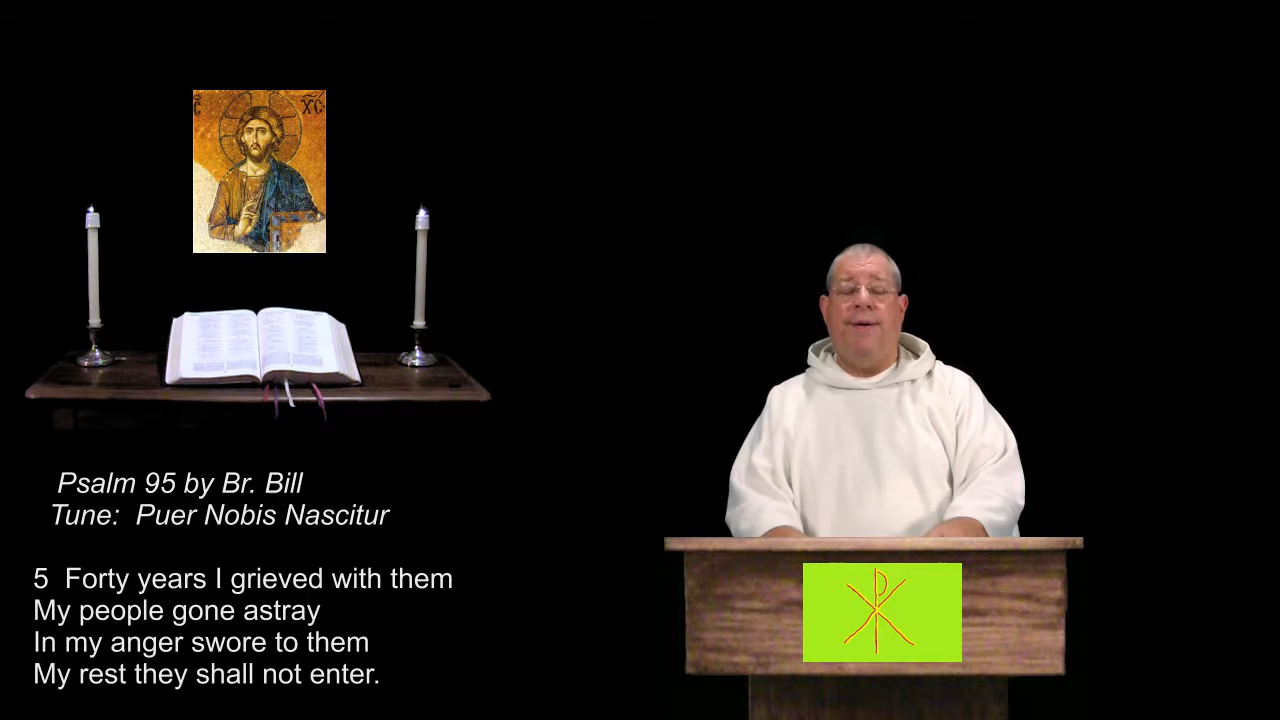 C XC
Psalm 95 by Br. Bill
Tune:  Puer Nobis Nascitur
5  Forty years I grieved with them
My people gone astray
In my anger swore to them
My rest they shall not enter.